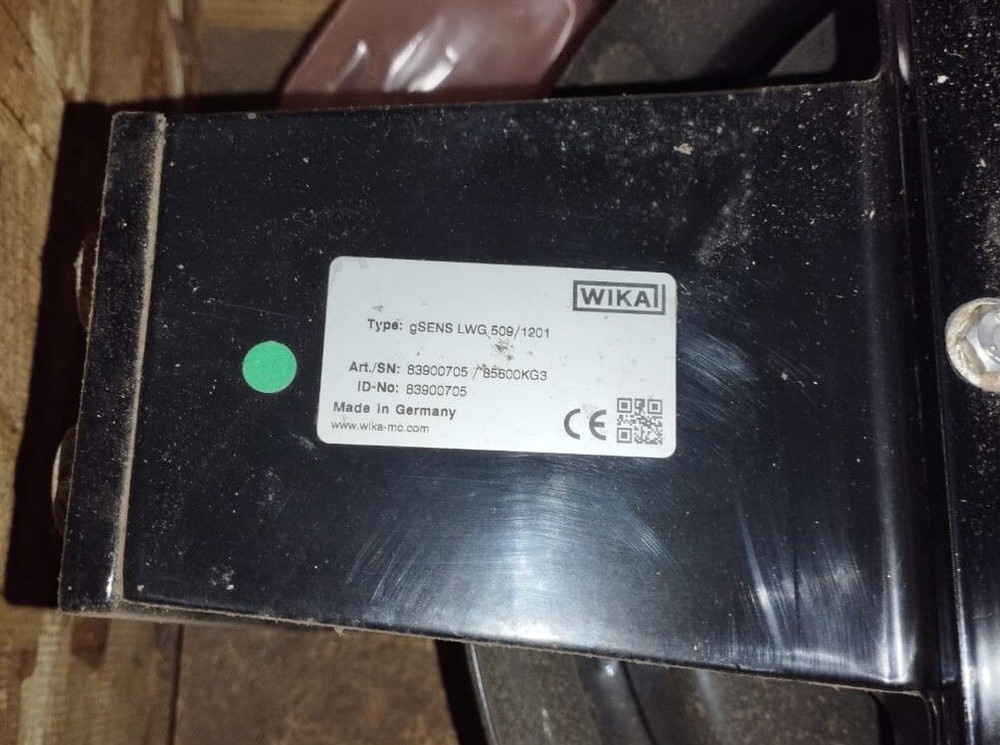 WIKA
Type: gSENS LWG 509/1201
Art./SN: 83900705 / 85600KG3
ID-No: 83900705
Made in Germany
www.wika-mc.com
CE